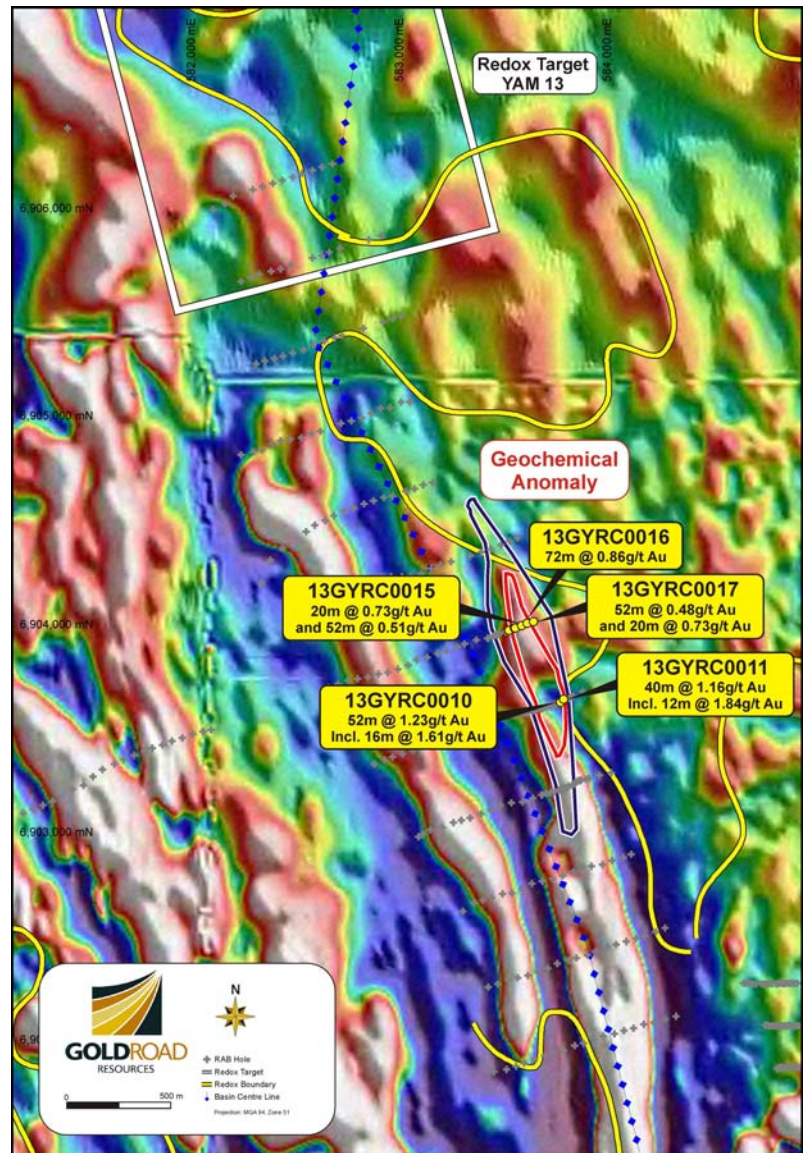 582,000 mE
583,000 mE
584,000 mE
Redox Target
YAM 13
6,906,000 mN
6,905,000 mN
Geochemical
Anomaly
13GYRC0016
72m @ 0.86g/t Au
13GYRC0015
20m @ 0.73g/t Au
and 52m @ 0.51g/t Au
13GYRC0017
52m @ 0.48g/t Au
and 20m @ 0.73g/t Au
6,904,000 mN
13GYRC0010
52m @ 1.23g/t Au
Incl. 16m @ 1.61g/t Au
13GYRC0011
40m @ 1.16g/t Au
Incl. 12m @ 1.84g/t Au
6,903,000 mN
N
GOLDROAD
RESOURCES
0 500 m
RAB Hole
Redox Target
Redox Boundary
Basin Centre Line
Projection: MGA 94, Zone 51